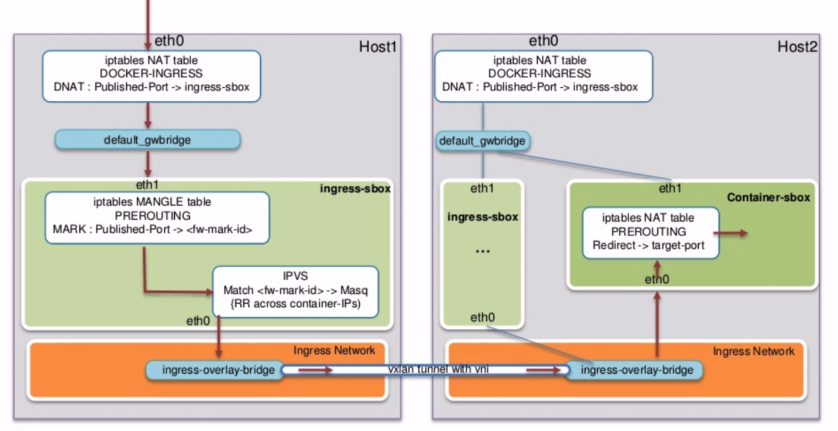 eth0
Host1
iptables NAT table
DOCKER-INGRESS
DNAT : Published-Port -> ingress-sbox
default_gwbridge
eth1
ingress-sbox
iptables MANGLE table
PREROUTING
MARK : Published-Port -> <fw-mark-id>
IPVS
Match <fw-mark-id> -> Masq
{RR across container-IPs)
eth0
Ingress Network
ingress-overlay-bridge
vxlan tunnel with vni
eth0
Host2
iptables NAT table
DOCKER-INGRESS
DNAT : Published-Port -> ingress-sbox
default_gwbridge
eth1
ingress-sbox
...
eth0
eth1
Container-sbox
iptables NAT table
PREROUTING
Redirect -> target-port
eth0
Ingress Network
ingress-overlay-bridge